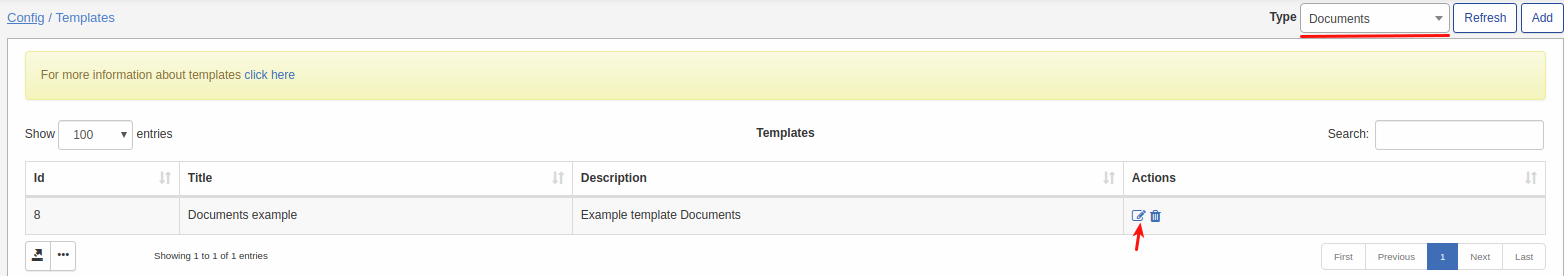 Config / Templates Type Documents Refresh Add
For more information about templates click here
Show 100 entries Templates Search:
Id Title Description Actions
8 Documents example Example template Documents
Showing 1 to 1 of 1 entries First Previous 1 Next Last